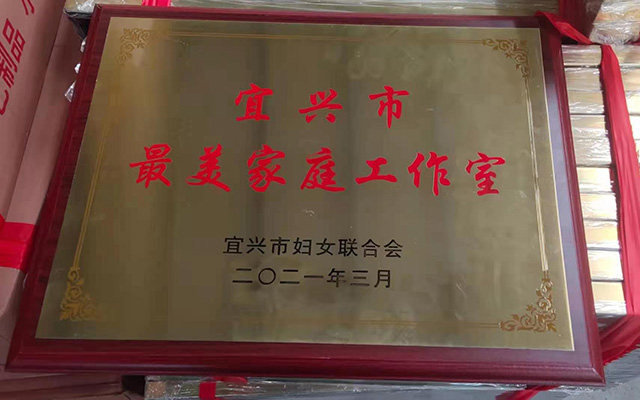 宜兴市
最美家庭工作室
宜兴市妇女联合会
二〇二一年三月
品